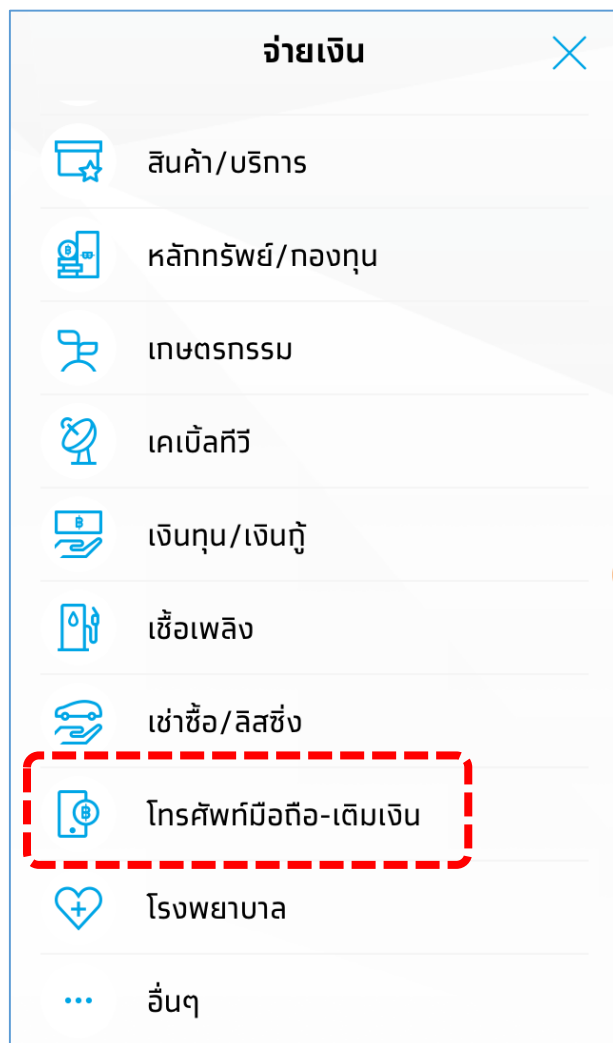 จ่ายเงิน
สินค้า/บริการ
หลักทรัพย์/กองทุน
เกษตรกรรม
เคเบิ้ลทีวี
เงินทุน/เงินกู้
เชื้อเพลิง
เช่าซื้อ/ลิสซิ่ง
โทรศัพท์มือถือ-เติมเงิน
โรงพยาบาล
อื่นๆ